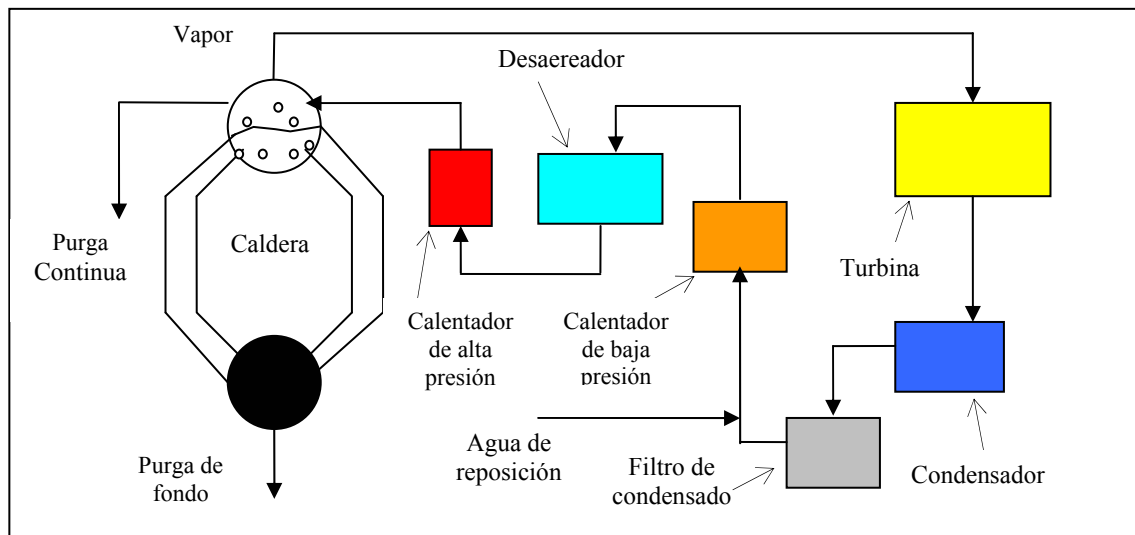 Vapor
Desaereador
Purga
Continua
Caldera
Turbina
Calentador
de alta
presión
Calentador
de baja
presión
Agua de
reposición
Filtro de
condensado
Condensador
Purga de
fondo